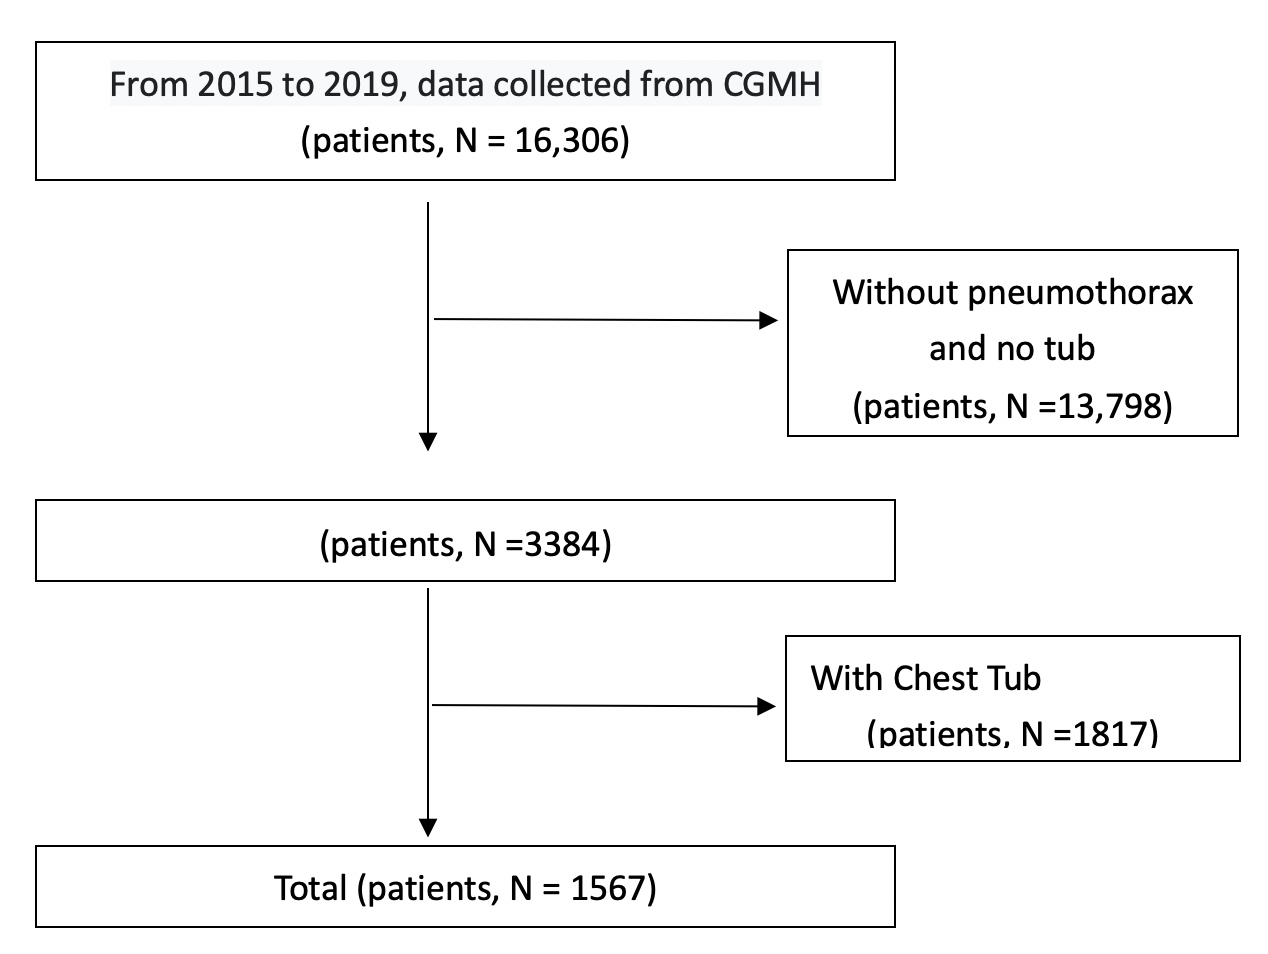 From 2015 to 2019, data collected from CGMH
(patients, N = 16,306)
Without pneumothorax
and no tub
(patients, N =13,798)
(patients, N =3384)
With Chest Tub
(patients, N =1817)
Total (patients, N = 1567)